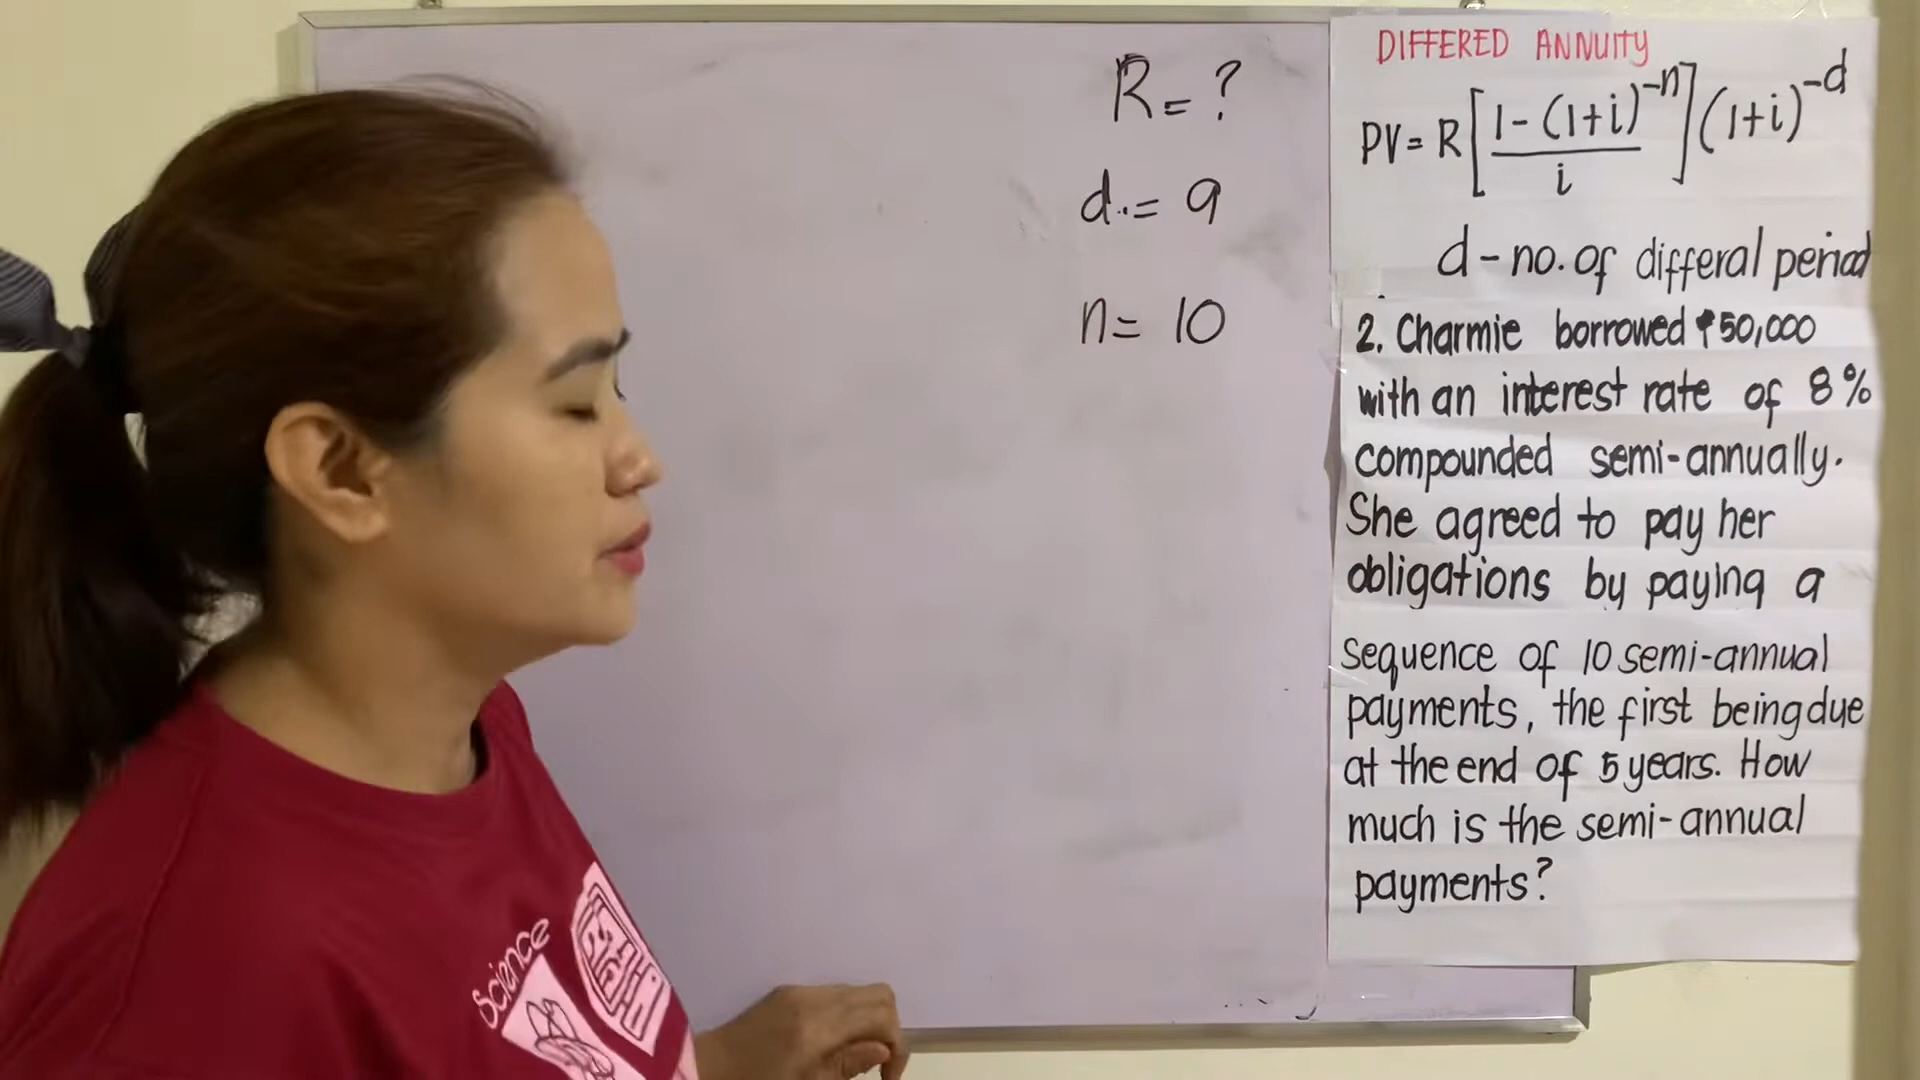 R = ?
d. = 9
n = 10
DIFFERED ANNUITY
PV = R[1-(1+i)^-n / i](1+i)^-d
d - no. of differal period
2. Charmie borrowed ₱50,000
with an interest rate of 8%
compounded semi-annually.
She agreed to pay her
obligations by paying a
sequence of 10 semi-annual
payments, the first being due
at the end of 5 years. How
much is the semi-annual
payments?
Science